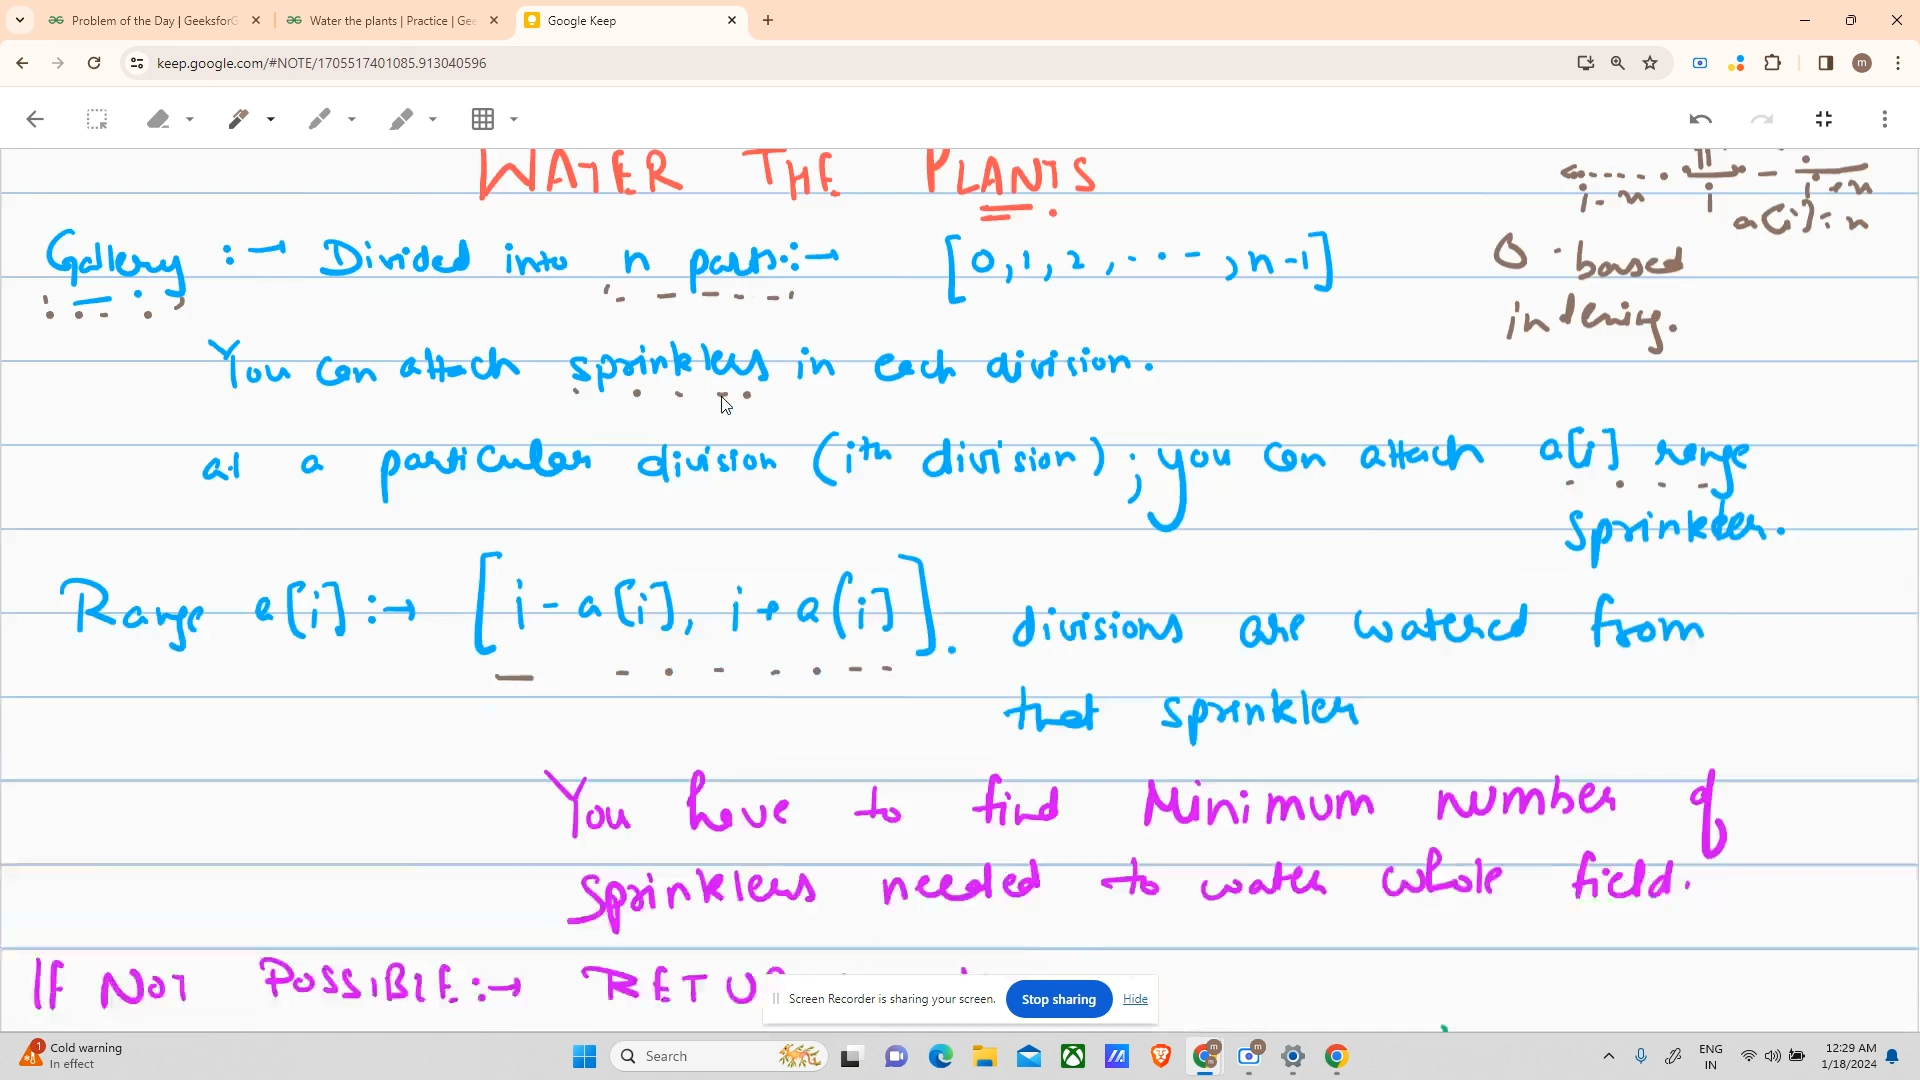 Problem of the Day | GeeksforG
Water the plants | Practice | Gee
Google Keep
keep.google.com/#NOTE/1705517401085.913040596
m
WATER THE PLANTS
i-n i i+n
a[i]=n
Gallery :→ Divided into n parts:→ [0,1,2,...-,n-1]
0-based
indexing.
You can attach sprinklers in each division.
at a particular division (ith division); you can attach a[i] range
sprinkler.
Range a[i]:→ [i-a[i], i+a[i]]. divisions are watered from
that sprinkler
You have to find Minimum number of
Sprinklers needed to water whole field.
IF NOT POSSIBLE:→ RETU
Screen Recorder is sharing your screen.
Stop sharing
Hide
1
Cold warning
In effect
Search
m
m
ENG
IN
12:29 AM
1/18/2024